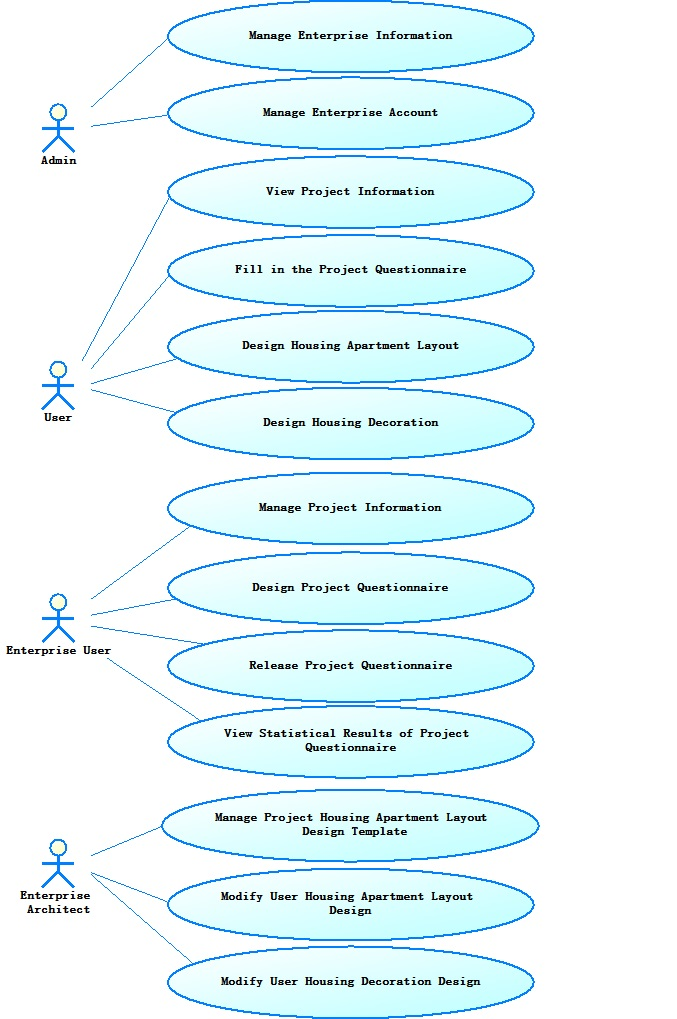 Manage Enterprise Information
Manage Enterprise Account
Admin
View Project Information
Fill in the Project Questionnaire
Design Housing Apartment Layout
User
Design Housing Decoration
Manage Project Information
Design Project Questionnaire
Enterprise User
Release Project Questionnaire
View Statistical Results of Project
Questionnaire
Manage Project Housing Apartment Layout
Design Template
Enterprise
Architect
Modify User Housing Apartment Layout
Design
Modify User Housing Decoration Design